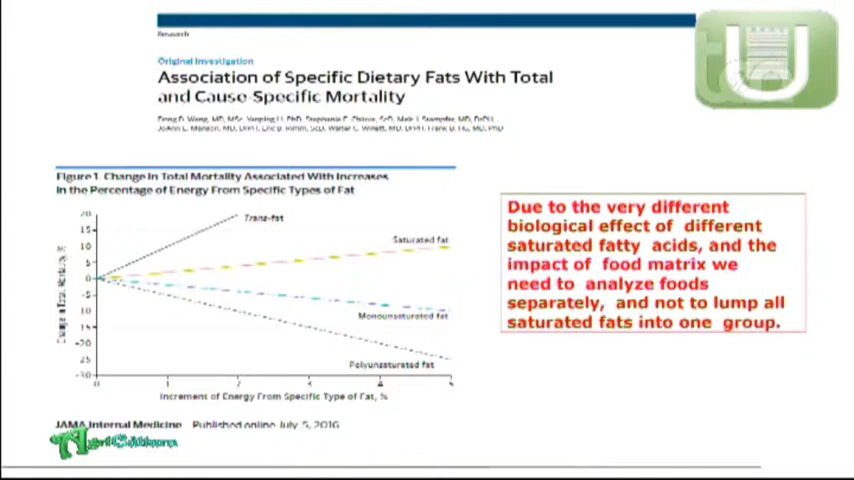 Research
Original Investigation
Association of Specific Dietary Fats With Total
and Cause-Specific Mortality
Figure 1. Change in Total Mortality Associated With Increases
in the Percentage of Energy From Specific Types of Fat
Due to the very different
biological effect of different
saturated fatty acids, and the
impact of food matrix we
need to analyze foods
separately, and not to lump all
saturated fats into one group.
Change in Total Mortality, %
20
15
10
5
0
-5
10
15
20
25
-30
Trans-fat
Saturated fat
Monounsaturated fat
Polyunsaturated fat
0 1 2 3 4 5
Increment of Energy From Specific Type of Fat, %
JAMA Internal Medicine Published online July 5, 2016